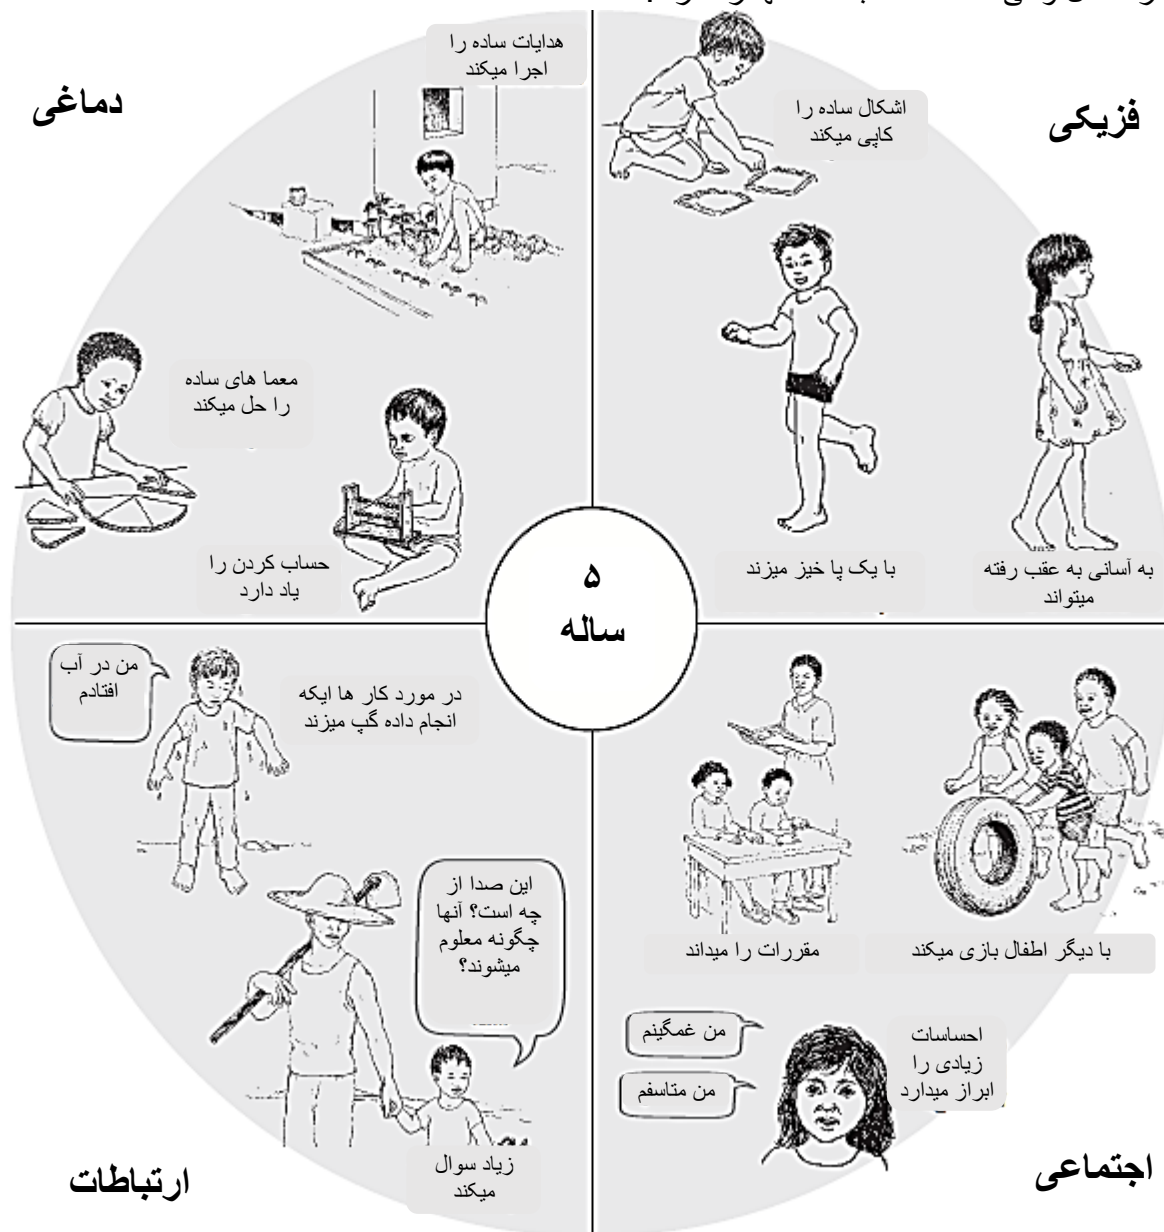 فزیکی
اشکال ساده را
کاپی میکند
با یک پا خیز میزند
به آسانی به عقب رفته
میتواند
دماغی
هدایات ساده را
اجرا میکند
معما های ساده
را حل میکند
حساب کردن را
یاد دارد
۵
ساله
اجتماعی
با دیگر اطفال بازی میکند
مقررات را میداند
احساسات
زیادی را
ابراز میدارد
من غمگینم
من متاسفم
ارتباطات
من در آب
افتادم
در مورد کار ها ایکه
انجام داده گپ میزند
این صدا از
چه است؟ آنها
چگونه معلوم
میشوند؟
زیاد سوال
میکند